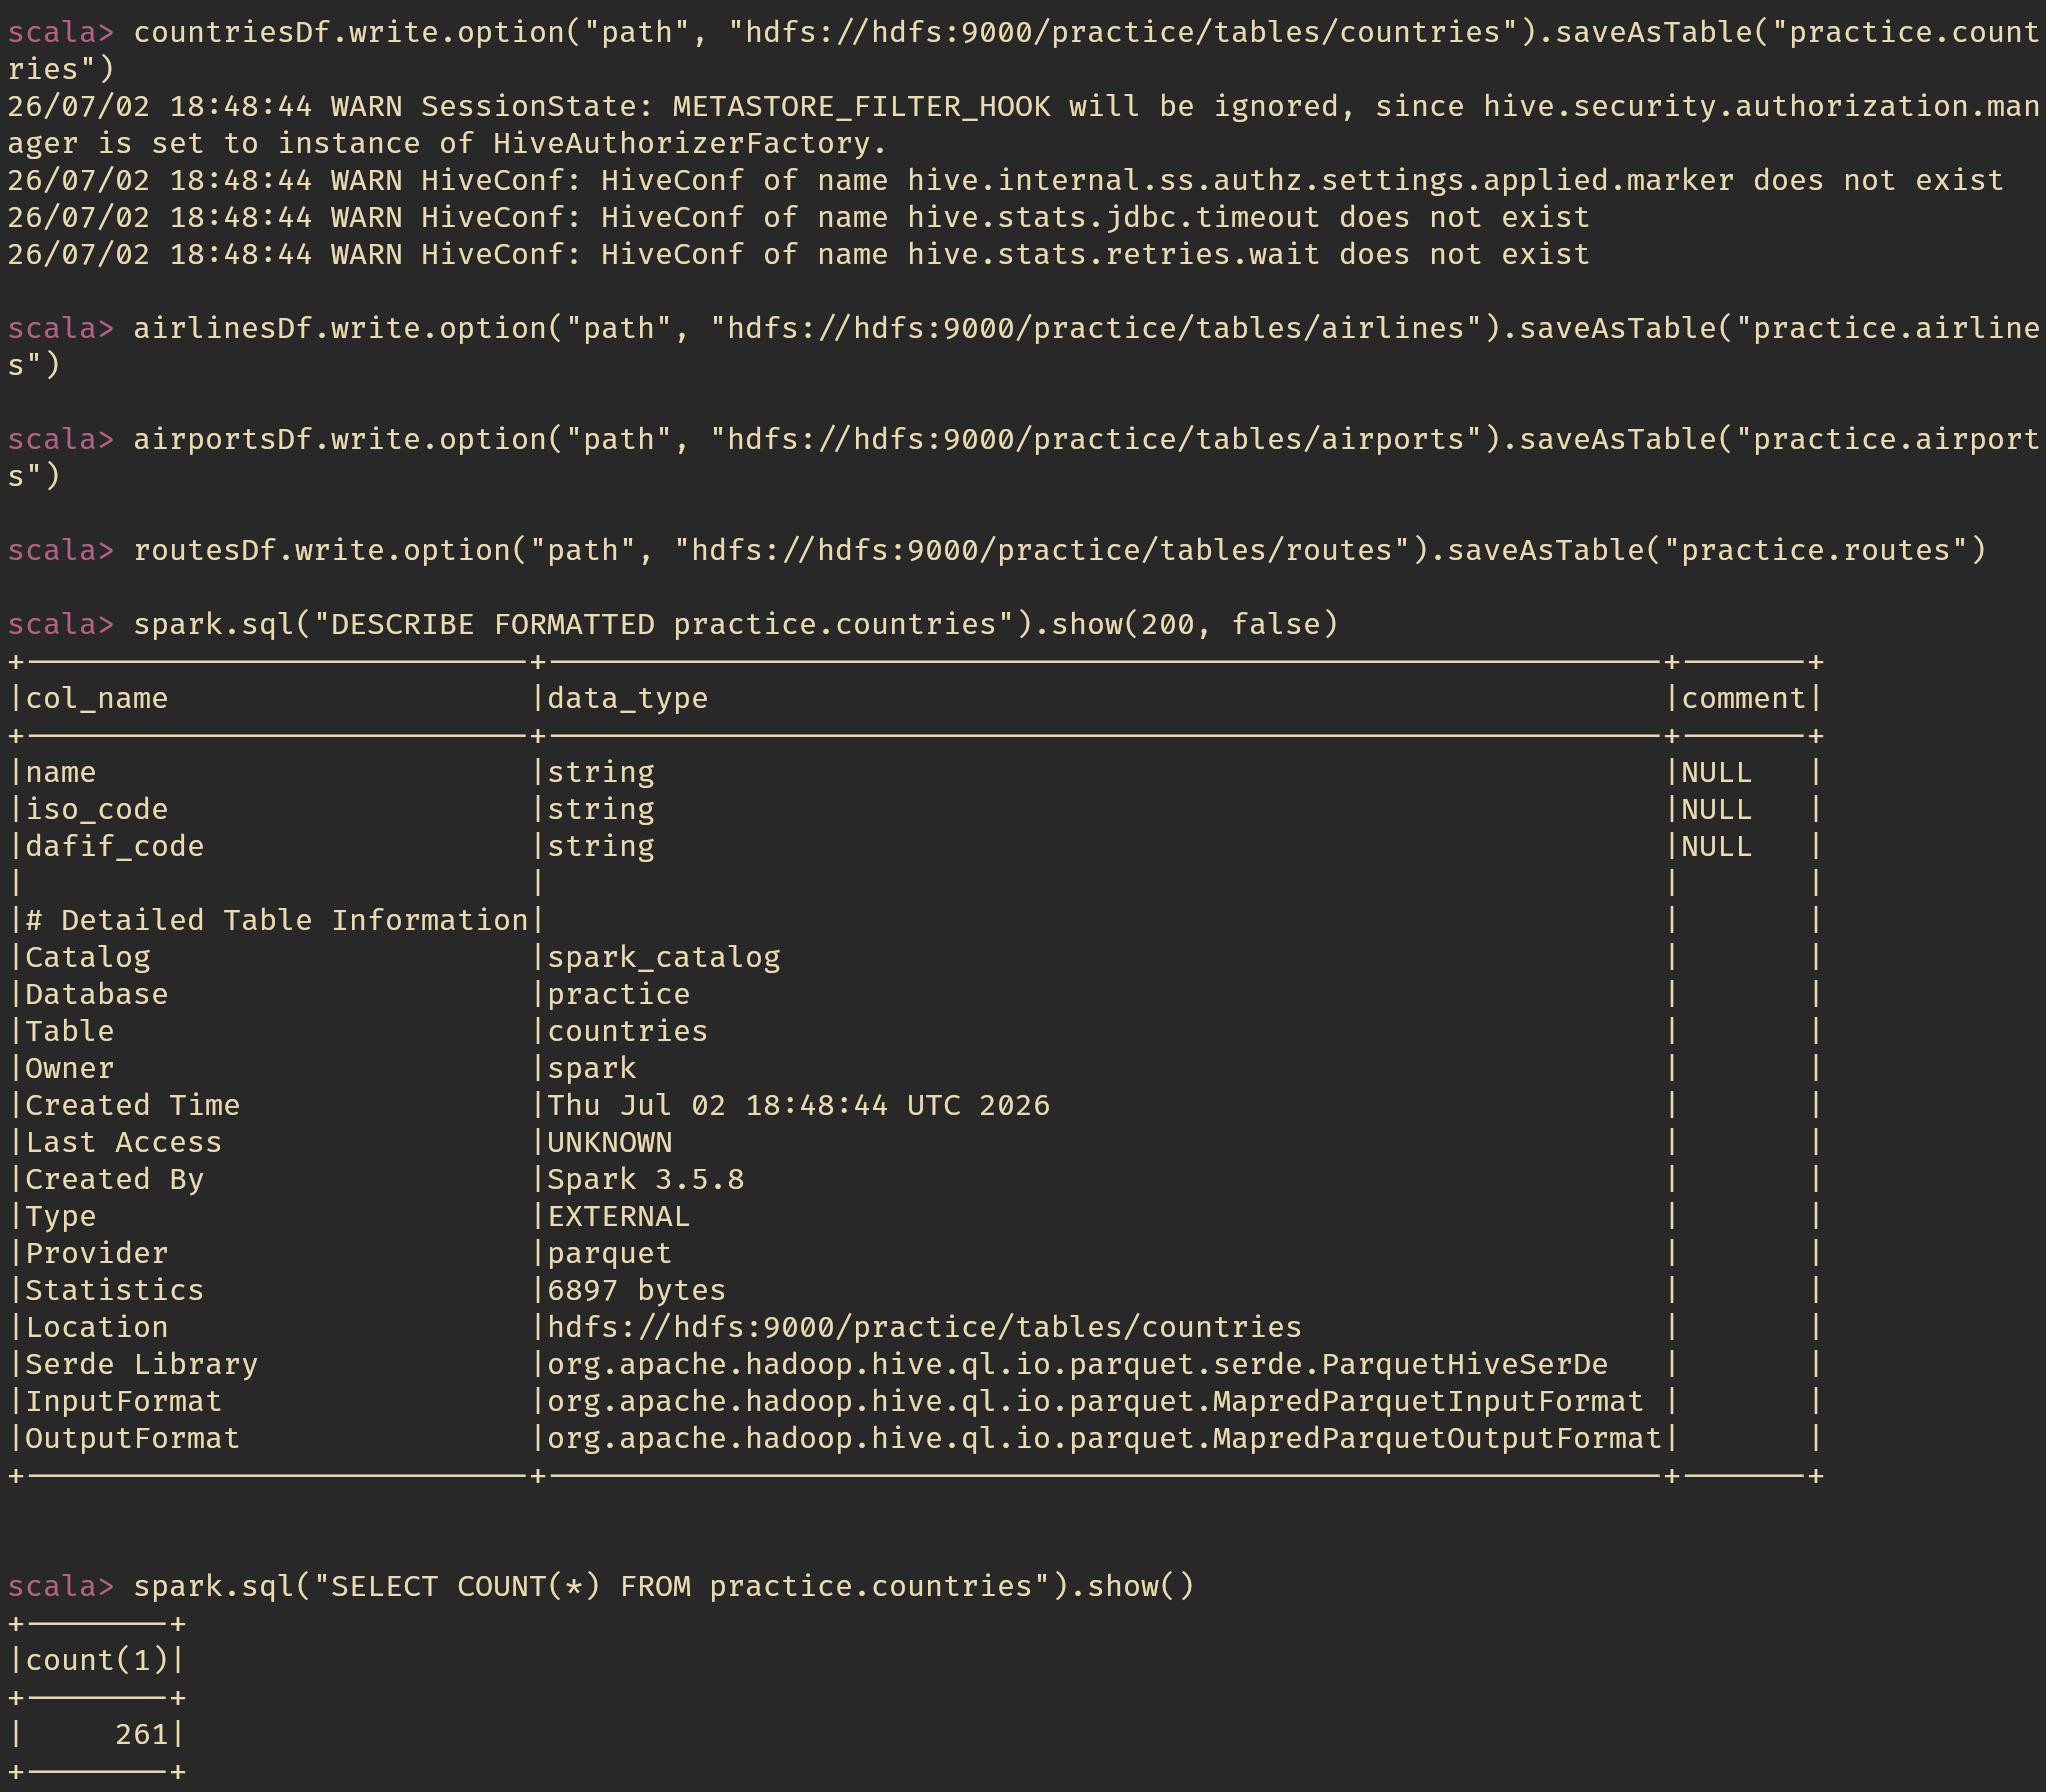 scala> countriesDf.write.option("path", "hdfs://hdfs:9000/practice/tables/countries").saveAsTable("practice.count
ries")
26/07/02 18:48:44 WARN SessionState: METASTORE_FILTER_HOOK will be ignored, since hive.security.authorization.man
ager is set to instance of HiveAuthorizerFactory.
26/07/02 18:48:44 WARN HiveConf: HiveConf of name hive.internal.ss.authz.settings.applied.marker does not exist
26/07/02 18:48:44 WARN HiveConf: HiveConf of name hive.stats.jdbc.timeout does not exist
26/07/02 18:48:44 WARN HiveConf: HiveConf of name hive.stats.retries.wait does not exist

scala> airlinesDf.write.option("path", "hdfs://hdfs:9000/practice/tables/airlines").saveAsTable("practice.airline
s")

scala> airportsDf.write.option("path", "hdfs://hdfs:9000/practice/tables/airports").saveAsTable("practice.airport
s")

scala> routesDf.write.option("path", "hdfs://hdfs:9000/practice/tables/routes").saveAsTable("practice.routes")

scala> spark.sql("DESCRIBE FORMATTED practice.countries").show(200, false)
+----------------------------+--------------------------------------------------------------+-------+
|col_name                    |data_type                                                     |comment|
+----------------------------+--------------------------------------------------------------+-------+
|name                        |string                                                        |NULL   |
|iso_code                    |string                                                        |NULL   |
|dafif_code                  |string                                                        |NULL   |
|                            |                                                              |       |
|# Detailed Table Information|                                                              |       |
|Catalog                     |spark_catalog                                                 |       |
|Database                    |practice                                                      |       |
|Table                       |countries                                                     |       |
|Owner                       |spark                                                         |       |
|Created Time                |Thu Jul 02 18:48:44 UTC 2026                                  |       |
|Last Access                 |UNKNOWN                                                       |       |
|Created By                  |Spark 3.5.8                                                   |       |
|Type                        |EXTERNAL                                                      |       |
|Provider                    |parquet                                                       |       |
|Statistics                  |6897 bytes                                                    |       |
|Location                    |hdfs://hdfs:9000/practice/tables/countries                    |       |
|Serde Library               |org.apache.hadoop.hive.ql.io.parquet.serde.ParquetHiveSerDe   |       |
|InputFormat                 |org.apache.hadoop.hive.ql.io.parquet.MapredParquetInputFormat |       |
|OutputFormat                |org.apache.hadoop.hive.ql.io.parquet.MapredParquetOutputFormat|       |
+----------------------------+--------------------------------------------------------------+-------+

scala> spark.sql("SELECT COUNT(*) FROM practice.countries").show()
+--------+
|count(1)|
+--------+
|     261|
+--------+